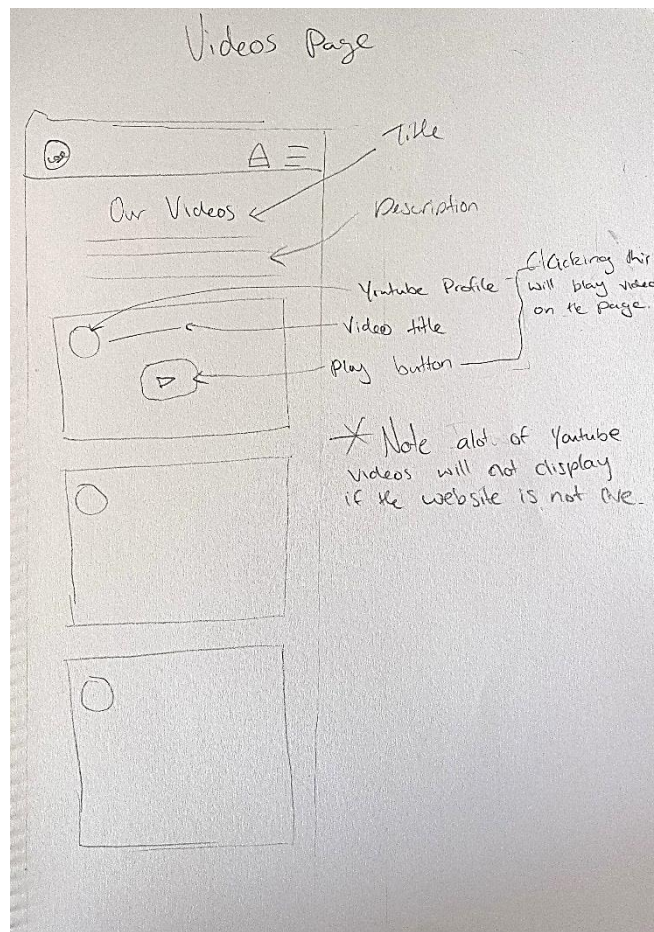 Videos Page
Title
Our Videos
Description
Youtube Profile
Clicking this
will play video
on the page.
Video title
play button
* Note alot of Youtube
videos will not display
if the website is not live.